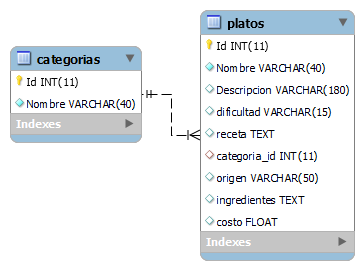 categorias
Id INT(11)
Nombre VARCHAR(40)
Indexes
platos
Id INT(11)
Nombre VARCHAR(40)
Descripcion VARCHAR(180)
dificultad VARCHAR(15)
receta TEXT
categoria_id INT(11)
origen VARCHAR(50)
ingredientes TEXT
costo FLOAT
Indexes